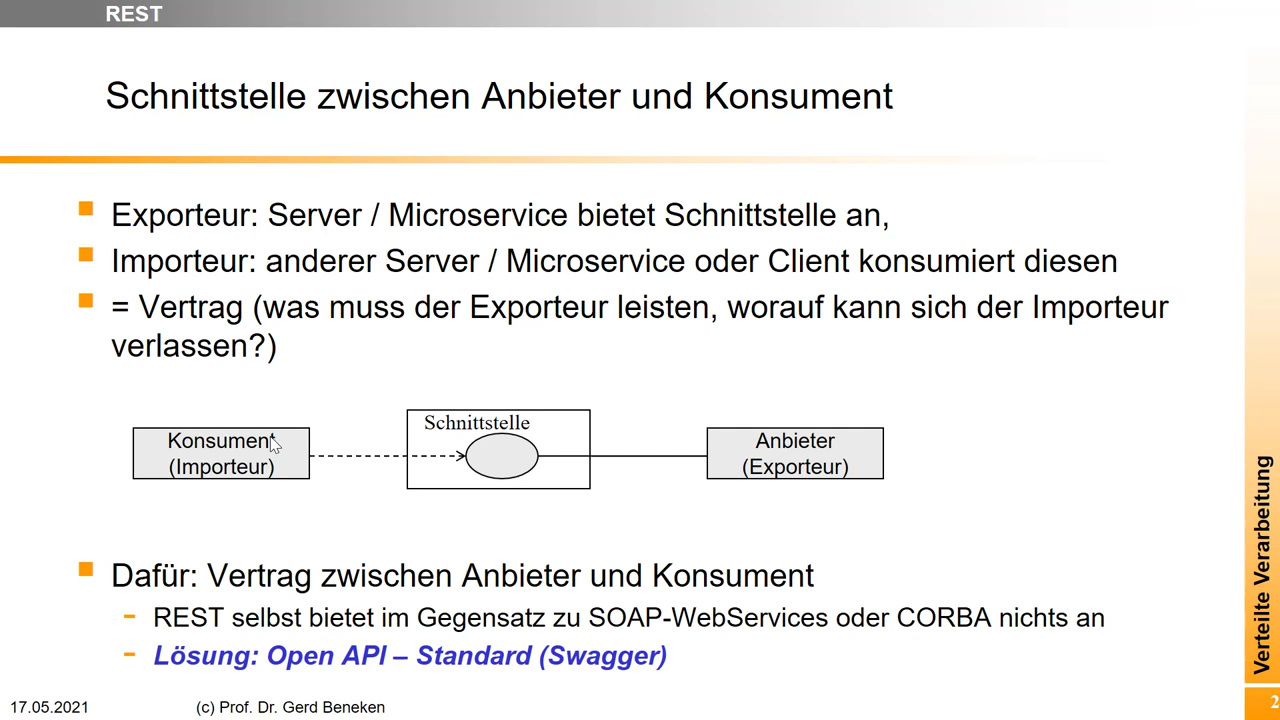 REST
Schnittstelle zwischen Anbieter und Konsument
Exporteur: Server / Microservice bietet Schnittstelle an,
Importeur: anderer Server / Microservice oder Client konsumiert diesen
= Vertrag (was muss der Exporteur leisten, worauf kann sich der Importeur
verlassen?)
Konsument
(Importeur)
Schnittstelle
Anbieter
(Exporteur)
Dafür: Vertrag zwischen Anbieter und Konsument
- REST selbst bietet im Gegensatz zu SOAP-WebServices oder CORBA nichts an
- Lösung: Open API – Standard (Swagger)
Verteilte Verarbeitung
17.05.2021
(c) Prof. Dr. Gerd Beneken
2